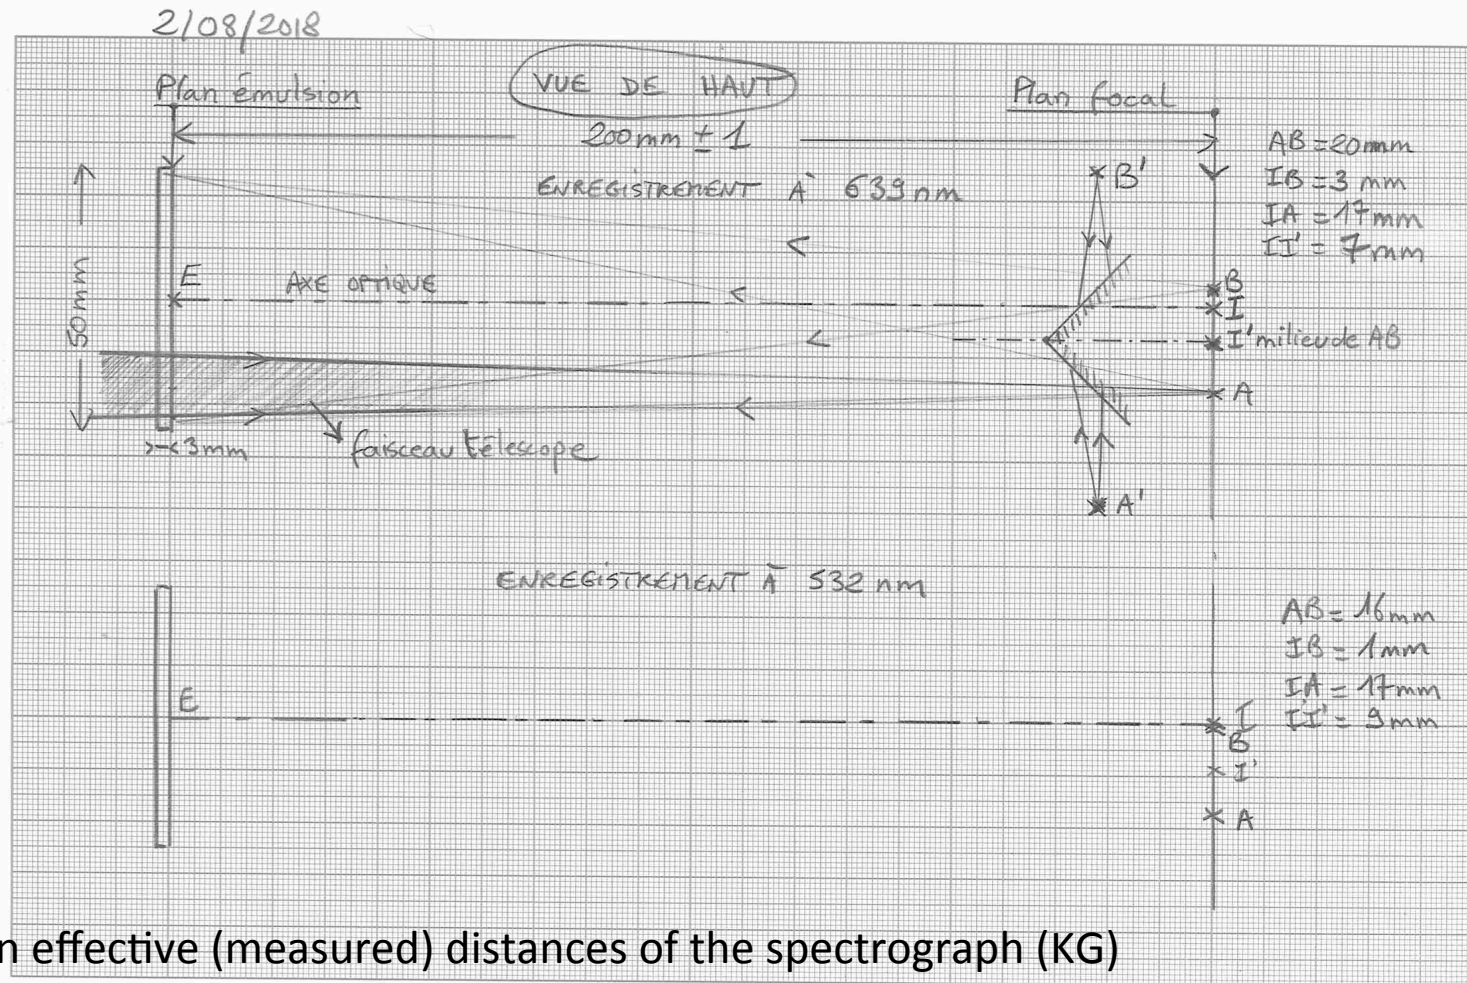 2/08/2018
Plan émulsion
VUE DE HAUT
Plan focal
200mm ± 1
AB = 20mm
IB = 3 mm
IA = 17mm
II' = 7mm
ENREGISTREMENT À 639 nm
B'
50mm
E
AXE OPTIQUE
B
I
I' milieu de AB
A
><3mm
faisceau télescope
A'
ENREGISTREMENT À 532 nm
AB = 16mm
IB = 1mm
IA = 17mm
II' = 9mm
E
I
B
I'
A
n effective (measured) distances of the spectrograph (KG)